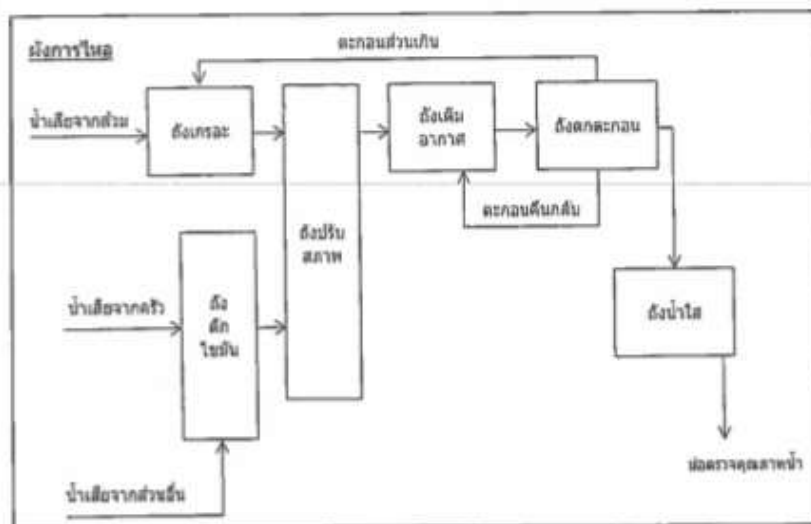 ผังการไหล
ตะกอนส่วนเกิน
น้ำเสียจากส้วม
ถังเกรอะ
ถังเติม
อากาศ
ถังตกตะกอน
ตะกอนคืนกลับ
ถังปรับ
สภาพ
น้ำเสียจากครัว
ถัง
ดัก
ไขมัน
ถังน้ำใส
บ่อตรวจคุณภาพน้ำ
น้ำเสียจากส่วนอื่น